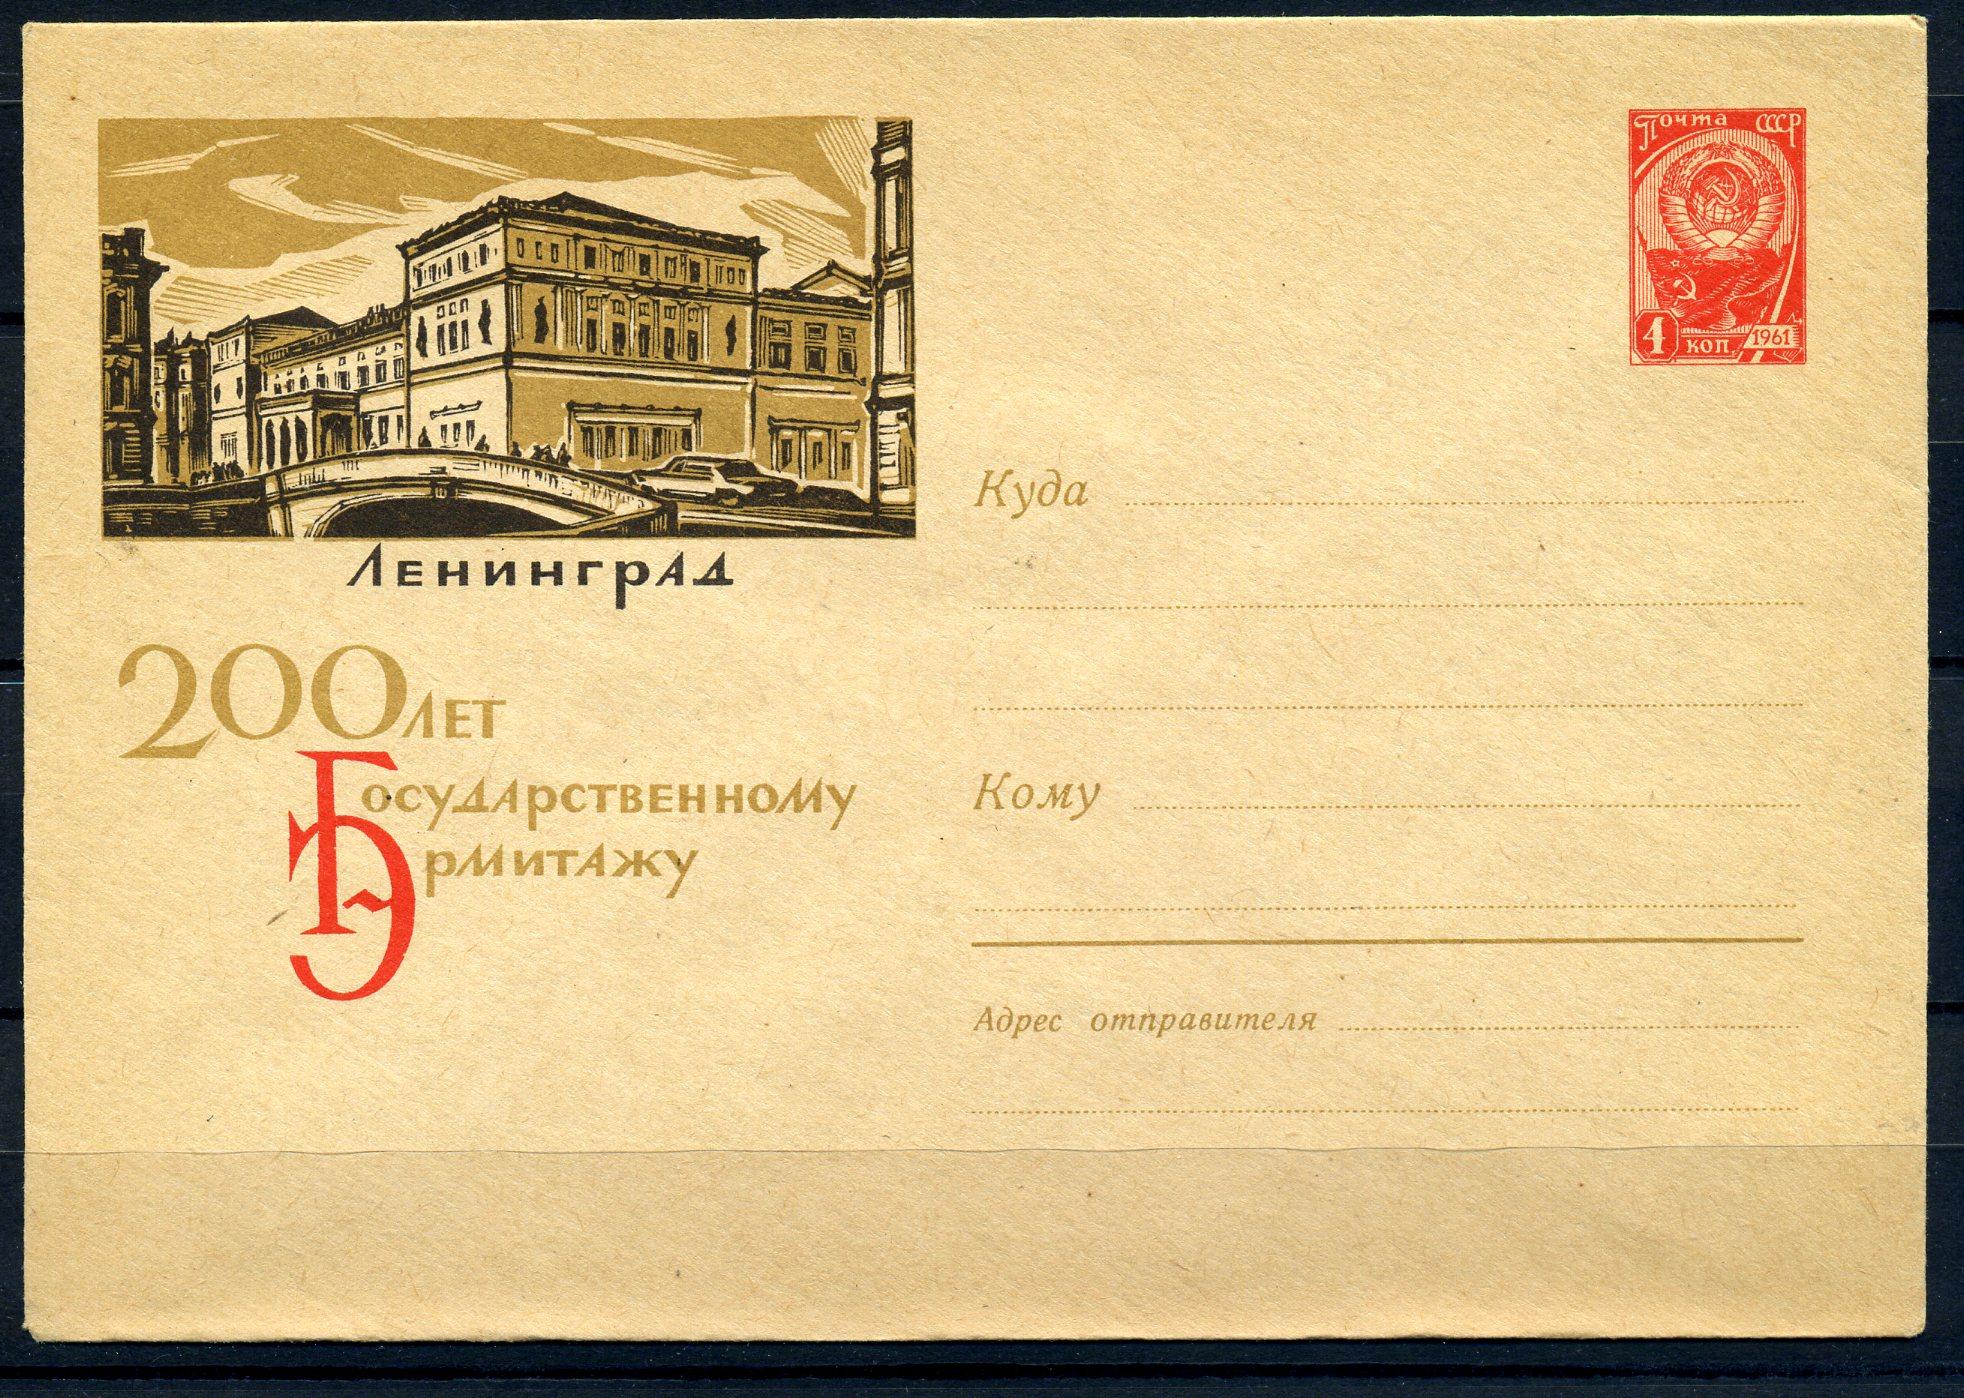 Почта СССР
4 коп. 1961
Ленинград
200 лет
Государственному
Эрмитажу
Куда
Кому
Адрес отправителя